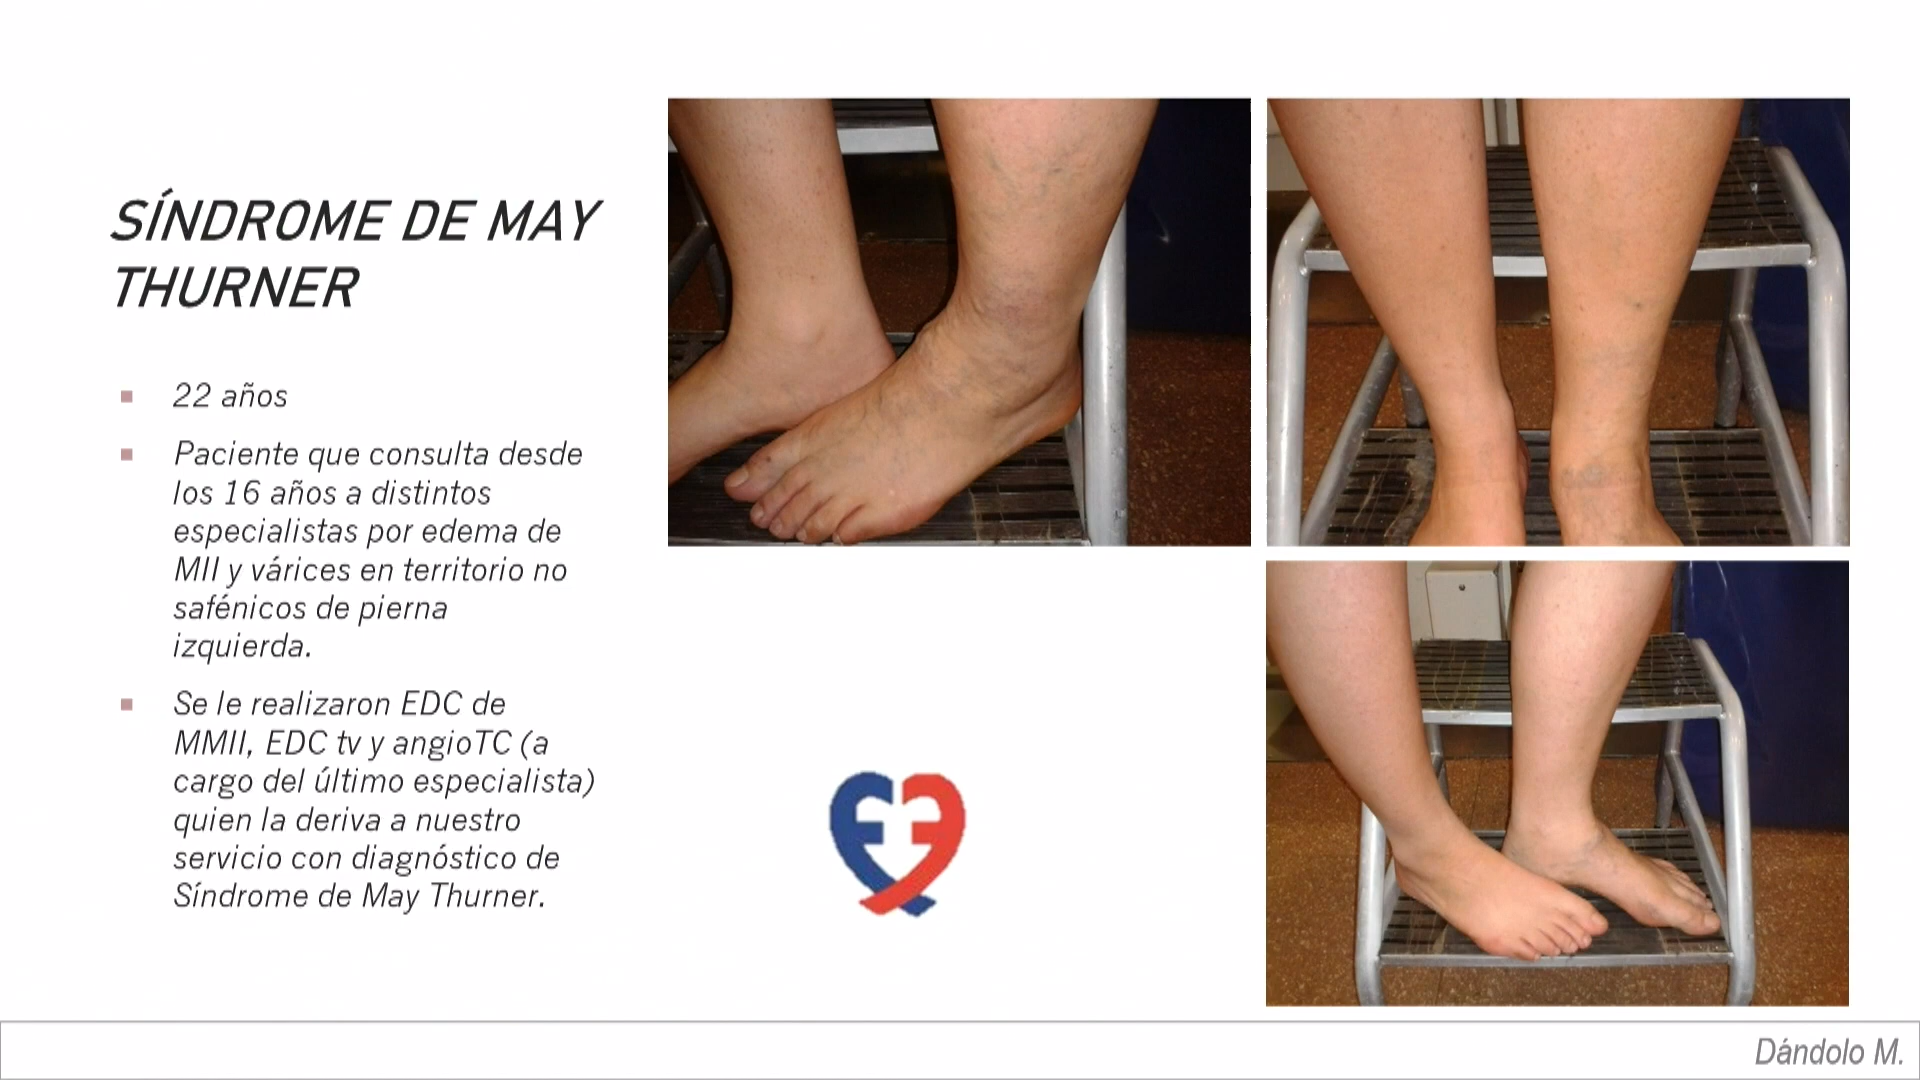 SÍNDROME DE MAY
THURNER
22 años
Paciente que consulta desde
los 16 años a distintos
especialistas por edema de
MII y várices en territorio no
safénicos de pierna
izquierda.
Se le realizaron EDC de
MMII, EDC tv y angioTC (a
cargo del último especialista)
quien la deriva a nuestro
servicio con diagnóstico de
Síndrome de May Thurner.
Dándolo M.